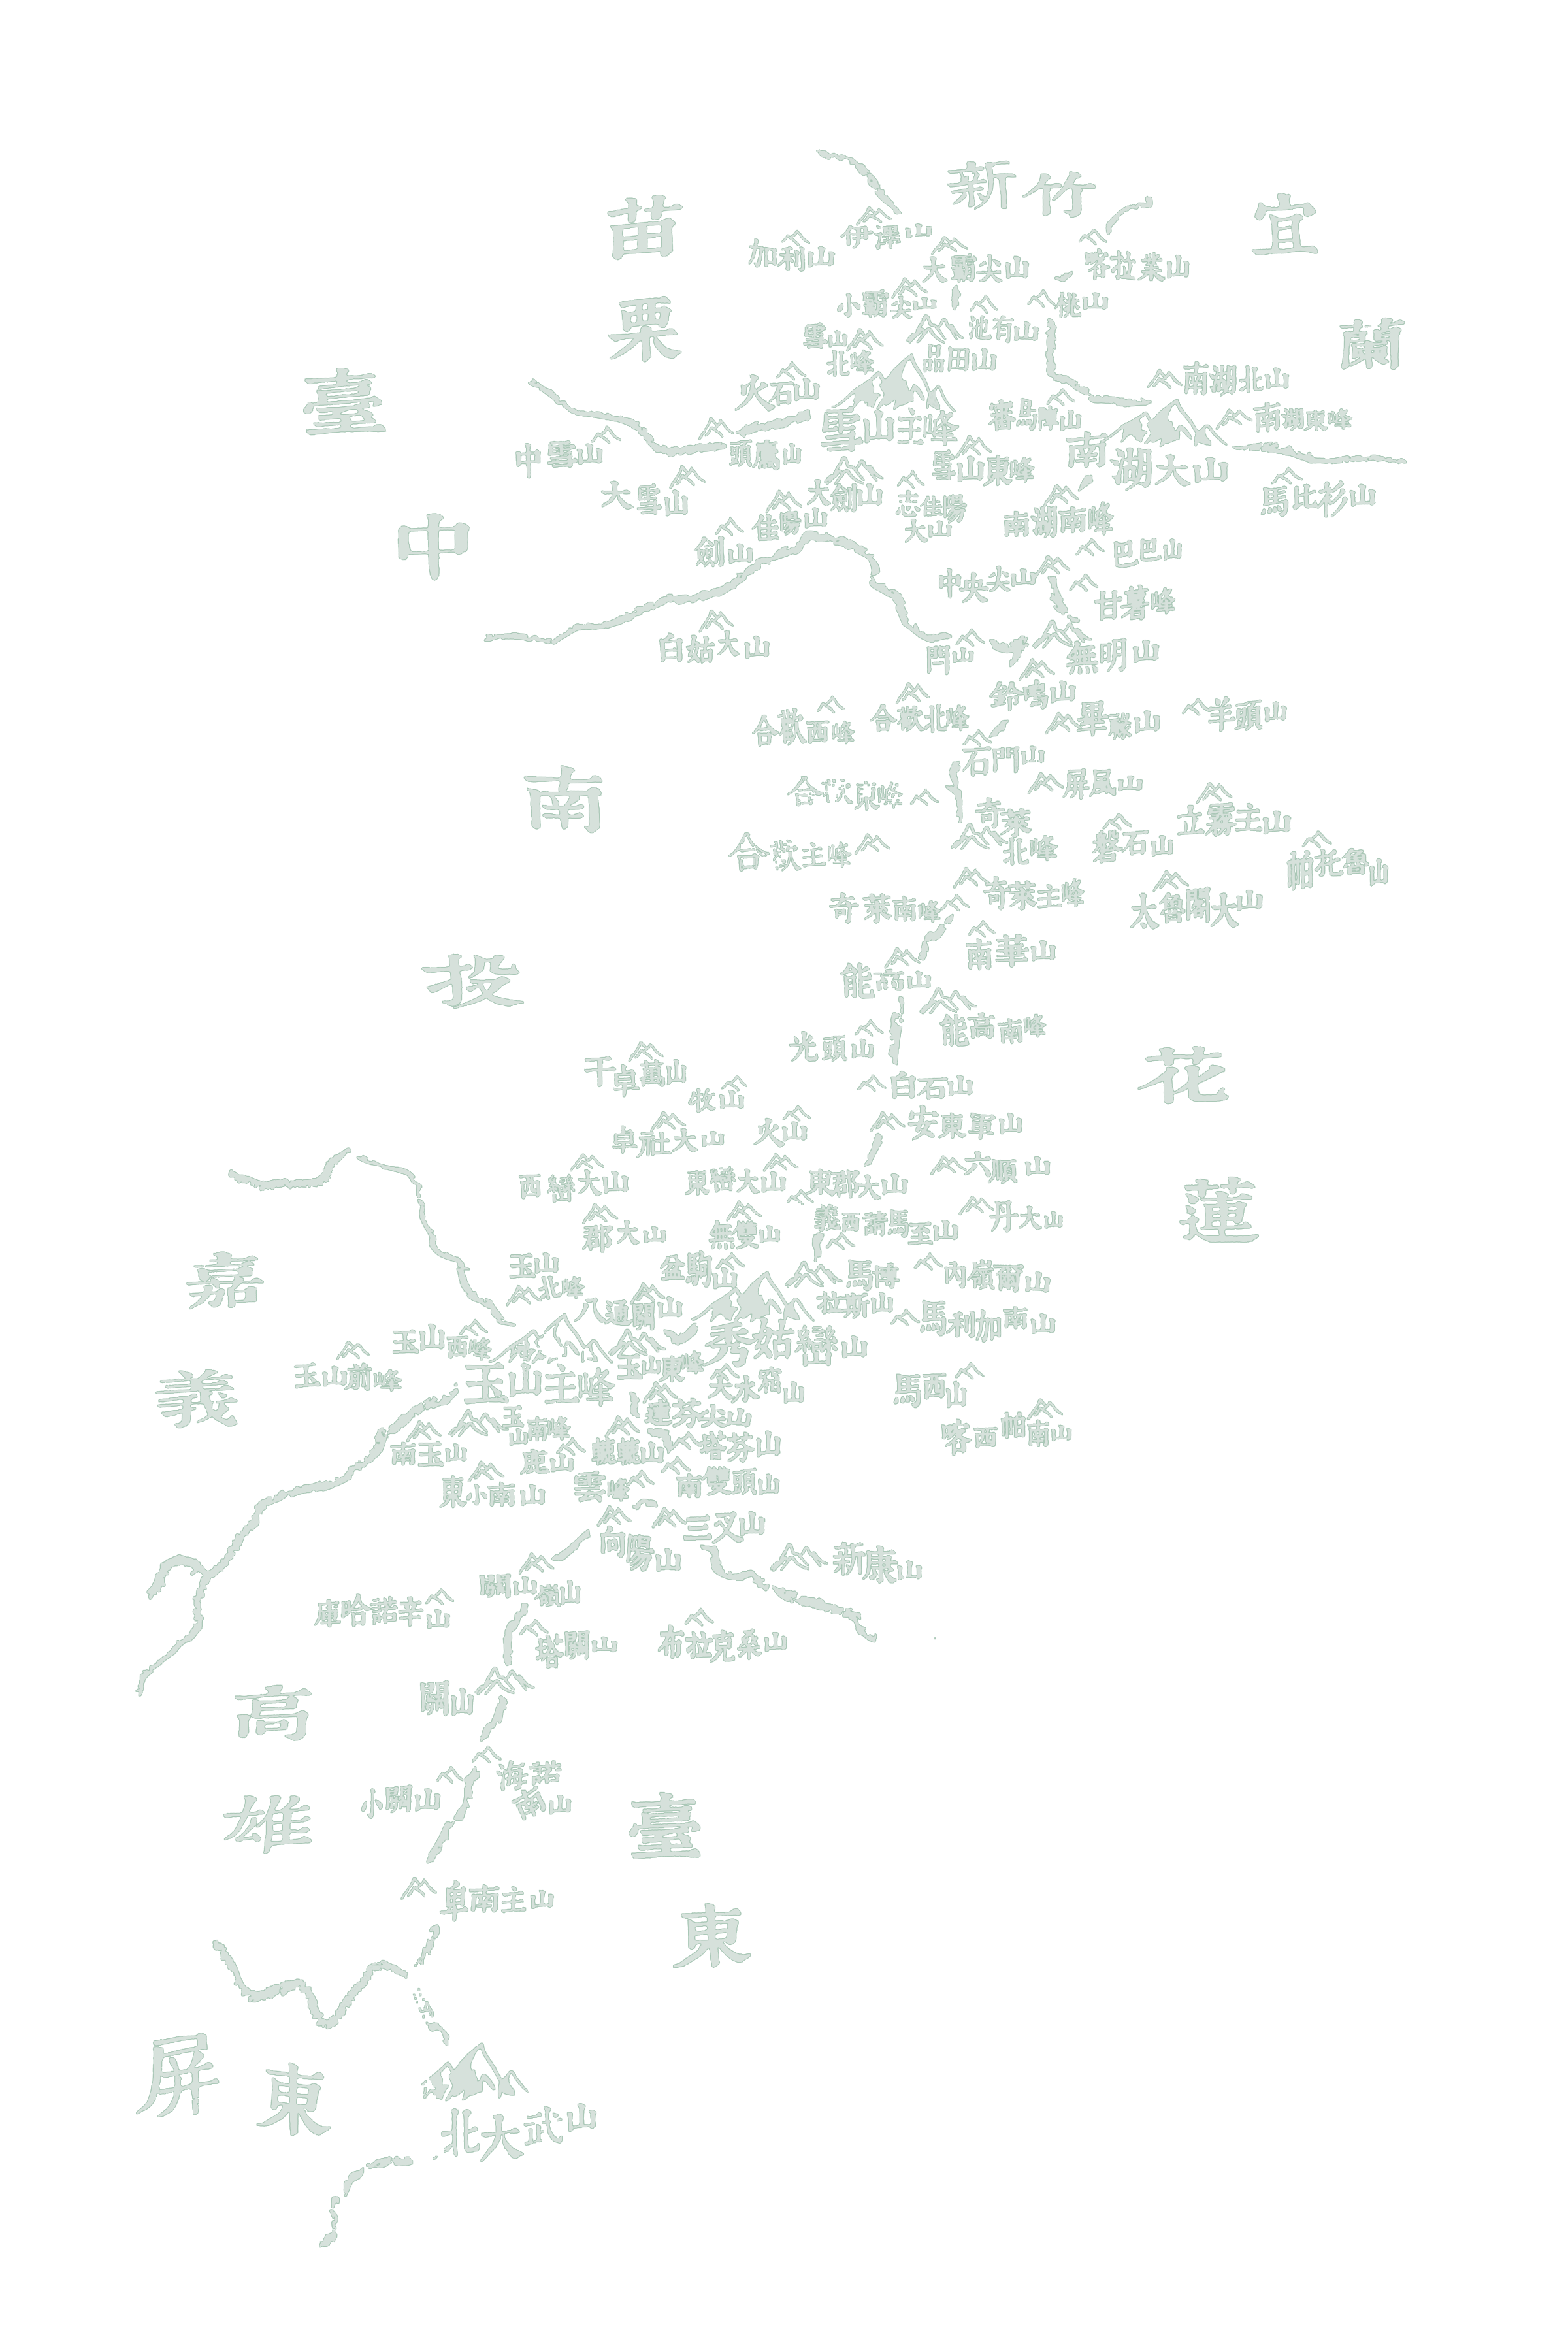 新竹
宜蘭
苗栗
臺中
南投
花蓮
嘉義
高雄
臺東
屏東
伊澤山
加利山
大霸尖山
喀拉業山
小霸尖山
桃山
池有山
雪山北峰
品田山
火石山
南湖北山
雪山主峰
審馬陣山
南湖東峰
中雪山
頭鷹山
雪山東峰
南湖大山
大雪山
大劍山
志佳陽大山
馬比杉山
佳陽山
南湖南峰
劍山
巴巴山
中央尖山
甘薯峰
白姑大山
閂山
無明山
鈴鳴山
合歡西峰
合歡北峰
畢祿山
羊頭山
石門山
合歡東峰
屏風山
奇萊北峰
立霧主山
合歡主峰
磐石山
帕托魯山
奇萊主峰
奇萊南峰
太魯閣大山
南華山
能高山
能高南峰
光頭山
干卓萬山
牧山
白石山
卓社大山
火山
安東軍山
西巒大山
東巒大山
東郡大山
六順山
郡大山
無雙山
義西請馬至山
丹大山
玉山北峰
盆駒山
馬博拉斯山
內嶺爾山
八通關山
玉山西峰
秀姑巒山
馬利加南山
玉山前峰
玉山主峰
玉山東峰
尖水窟山
馬西山
玉山南峰
達芬尖山
喀西帕南山
南玉山
鹿山
轆轆山
塔芬山
東小南山
雲峰
南雙頭山
向陽山
三叉山
新康山
關山嶺山
庫哈諾辛山
塔關山
布拉克桑山
關山
海諾南山
小關山
卑南主山
北大武山